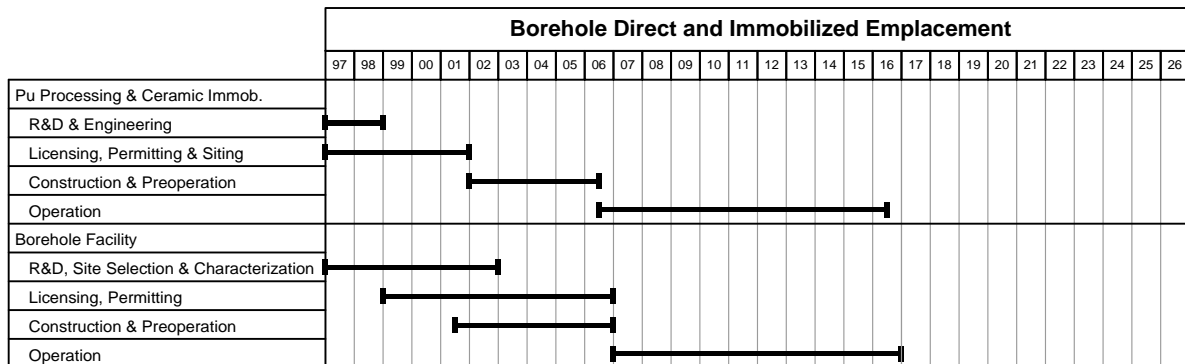 Borehole Direct and Immobilized Emplacement
97 98 99 00 01 02 03 04 05 06 07 08 09 10 11 12 13 14 15 16 17 18 19 20 21 22 23 24 25 26
Pu Processing & Ceramic Immob.
R&D & Engineering
Licensing, Permitting & Siting
Construction & Preoperation
Operation
Borehole Facility
R&D, Site Selection & Characterization
Licensing, Permitting
Construction & Preoperation
Operation